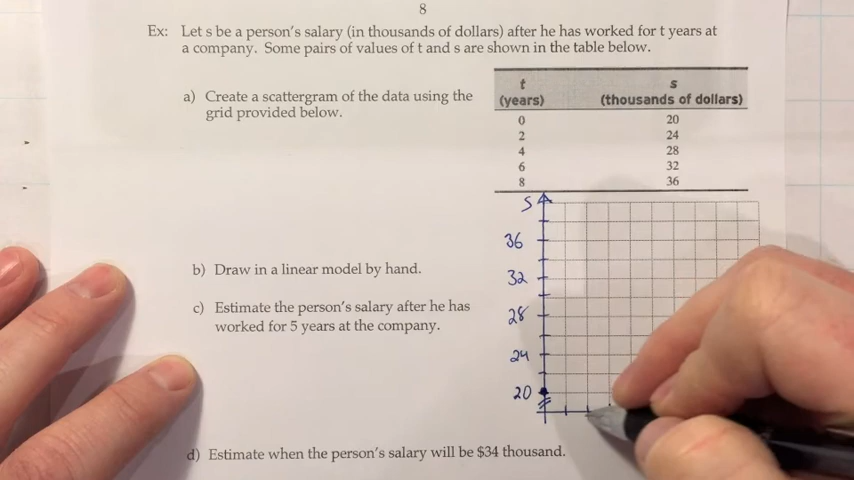 8
Ex: Let s be a person's salary (in thousands of dollars) after he has worked for t years at
a company. Some pairs of values of t and s are shown in the table below.
a) Create a scattergram of the data using the
grid provided below.
t s
(years) (thousands of dollars)
0 20
2 24
4 28
6 32
8 36
S
36
32
28
24
20
b) Draw in a linear model by hand.
c) Estimate the person's salary after he has
worked for 5 years at the company.
d) Estimate when the person's salary will be $34 thousand.